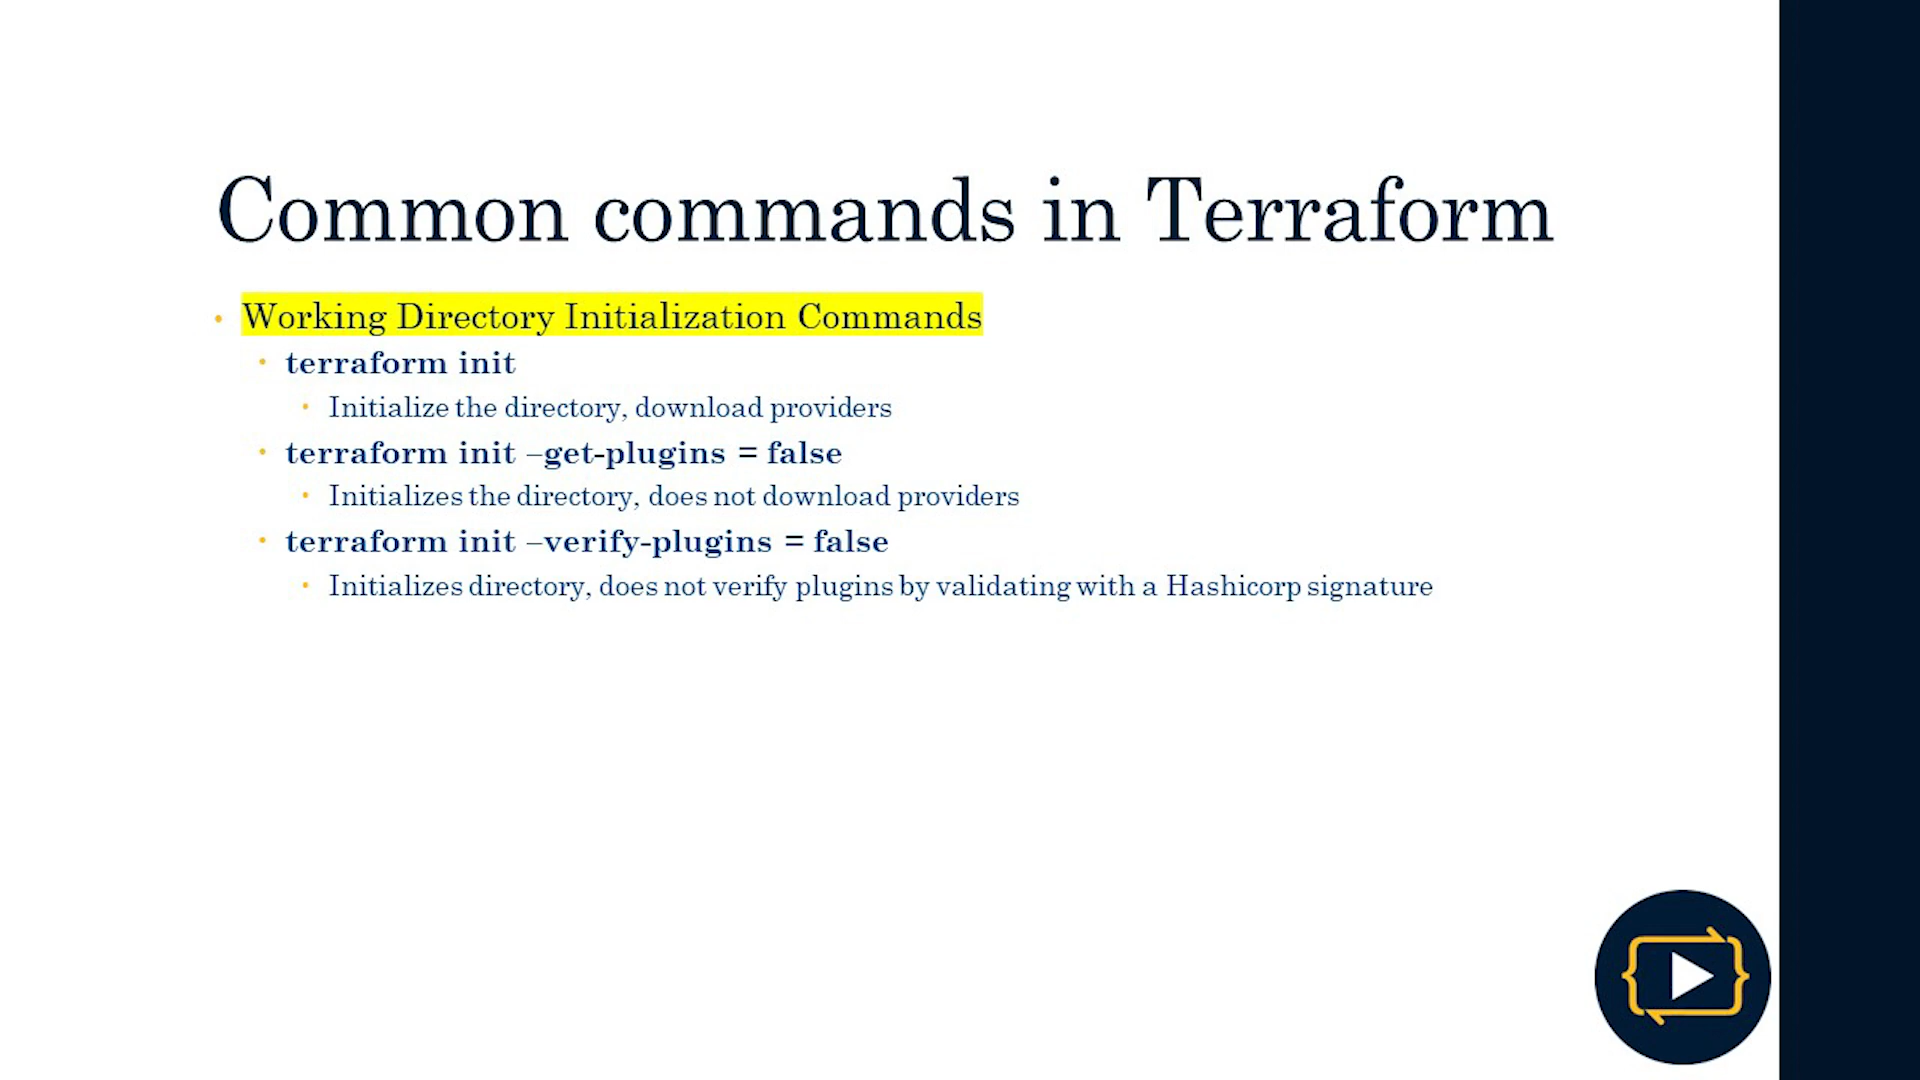 Common commands in Terraform
• Working Directory Initialization Commands
• terraform init
• Initialize the directory, download providers
• terraform init –get-plugins = false
• Initializes the directory, does not download providers
• terraform init –verify-plugins = false
• Initializes directory, does not verify plugins by validating with a Hashicorp signature